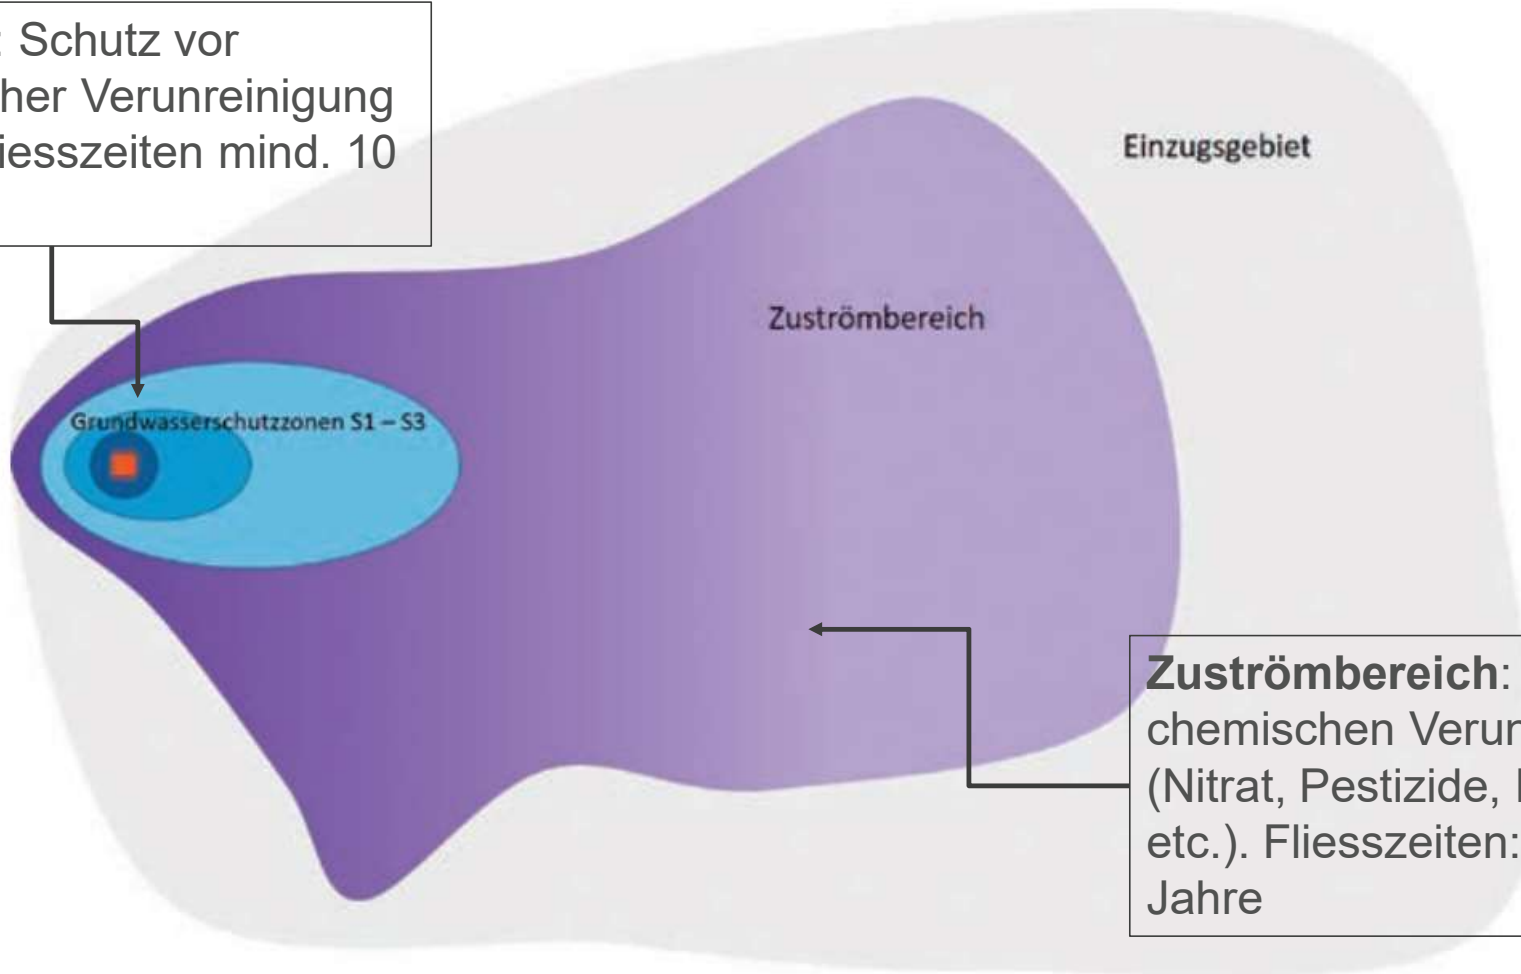 : Schutz vor
cher Verunreinigung
iesszeiten mind. 10
Einzugsgebiet
Zuströmbereich
Grundwasserschutzzonen S1 – S3
Zuströmbereich:
chemischen Verun
(Nitrat, Pestizide,
etc.). Fliesszeiten:
Jahre